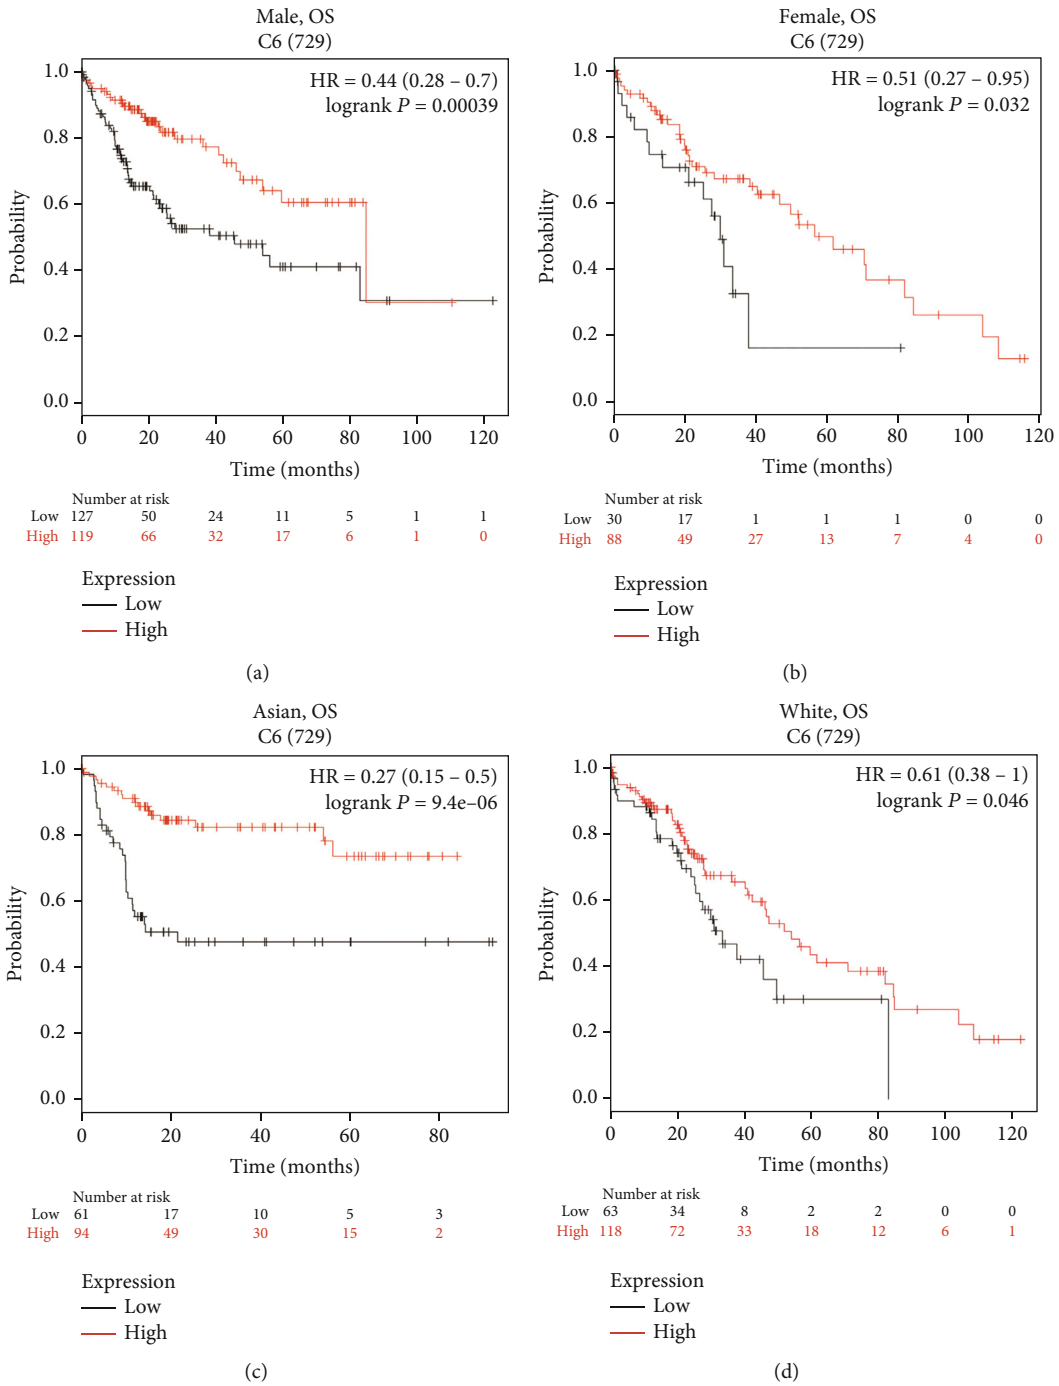 Male, OS
C6 (729)
HR = 0.44 (0.28 – 0.7)
logrank P = 0.00039
1.0
0.8
0.6
0.4
0.2
0.0
Probability
0 20 40 60 80 100 120
Time (months)
Number at risk
Low 127 50 24 11 5 1 1
High 119 66 32 17 6 1 0
Expression
Low
High
(a)
Female, OS
C6 (729)
HR = 0.51 (0.27 – 0.95)
logrank P = 0.032
1.0
0.8
0.6
0.4
0.2
0.0
Probability
0 20 40 60 80 100 120
Time (months)
Number at risk
Low 30 17 1 1 1 0 0
High 88 49 27 13 7 4 0
Expression
Low
High
(b)
Asian, OS
C6 (729)
HR = 0.27 (0.15 – 0.5)
logrank P = 9.4e–06
1.0
0.8
0.6
0.4
0.2
0.0
Probability
0 20 40 60 80
Time (months)
Number at risk
Low 61 17 10 5 3
High 94 49 30 15 2
Expression
Low
High
(c)
White, OS
C6 (729)
HR = 0.61 (0.38 – 1)
logrank P = 0.046
1.0
0.8
0.6
0.4
0.2
0.0
Probability
0 20 40 60 80 100 120
Time (months)
Number at risk
Low 63 34 8 2 2 0 0
High 118 72 33 18 12 6 1
Expression
Low
High
(d)